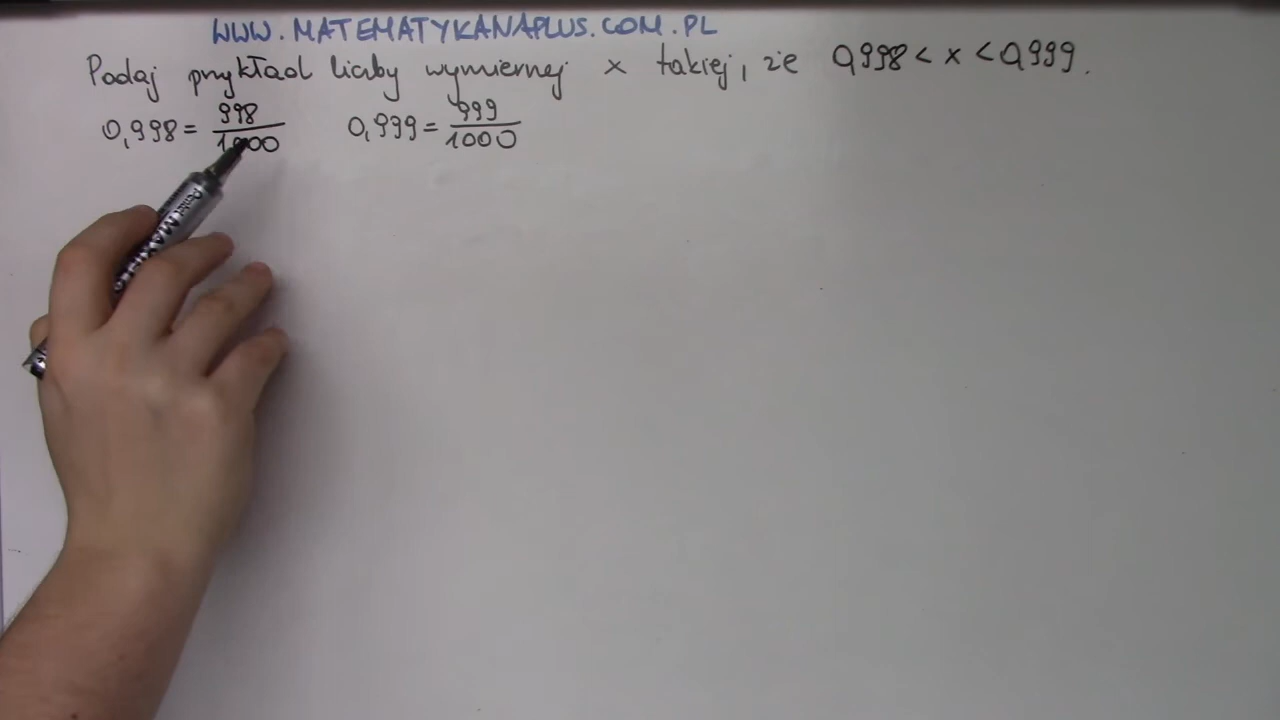 WWW.MATEMATYKANAPLUS.COM.PL
Podaj przykład liczby wymiernej x takiej, że 0,998 < x < 0,999.
0,998 = 998/1000 0,999 = 999/1000